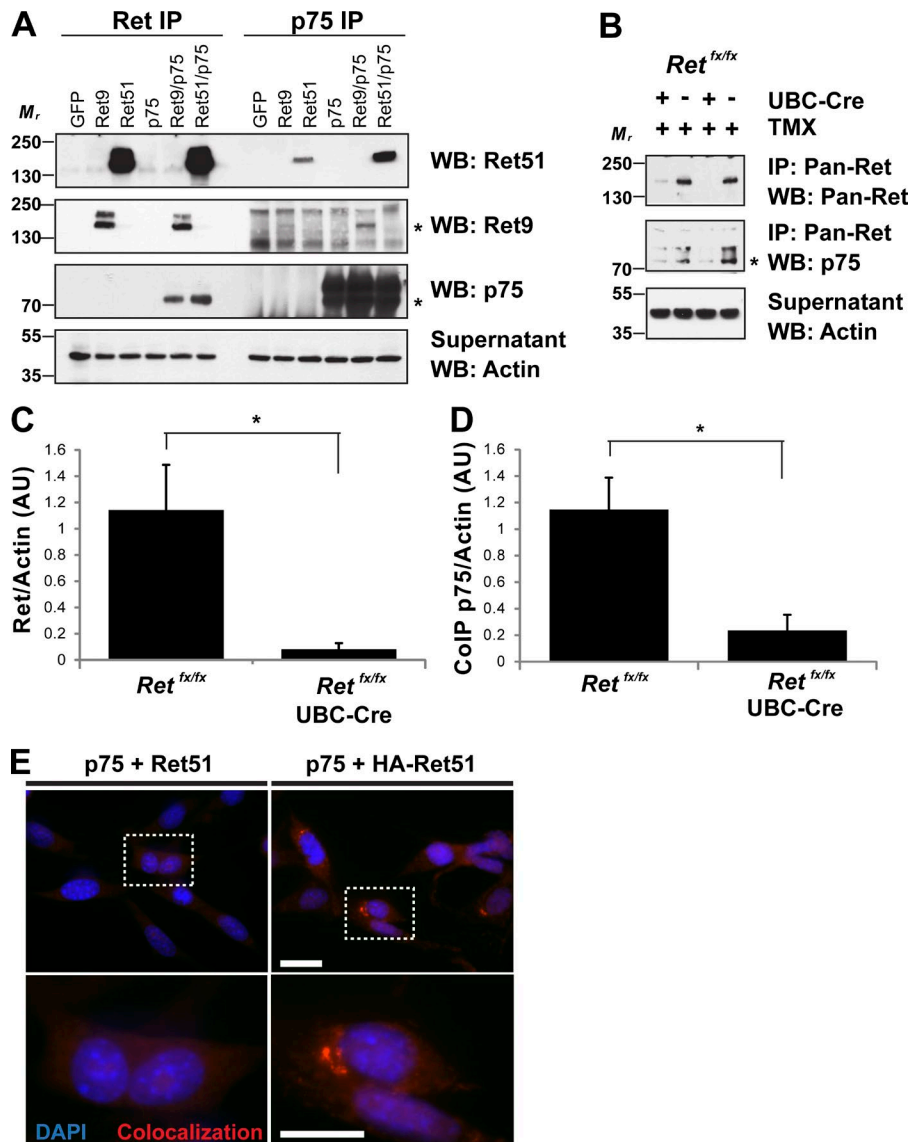 A
Ret IP
p75 IP
GFP
Ret9
Ret51
p75
Ret9/p75
Ret51/p75
GFP
Ret9
Ret51
p75
Ret9/p75
Ret51/p75
Mr
250
130
WB: Ret51
250
130
* WB: Ret9
70
* WB: p75
55
35
Supernatant
WB: Actin
B
Ret fx/fx
+ - + - UBC-Cre
+ + + + TMX
Mr
250
130
IP: Pan-Ret
WB: Pan-Ret
70
IP: Pan-Ret
* WB: p75
55
35
Supernatant
WB: Actin
C
*
Ret/Actin (AU)
1.6
1.4
1.2
1
0.8
0.6
0.4
0.2
0
Ret fx/fx
Ret fx/fx
UBC-Cre
D
*
CoIP p75/Actin (AU)
1.6
1.4
1.2
1
0.8
0.6
0.4
0.2
0
Ret fx/fx
Ret fx/fx
UBC-Cre
E
p75 + Ret51
p75 + HA-Ret51
DAPI
Colocalization